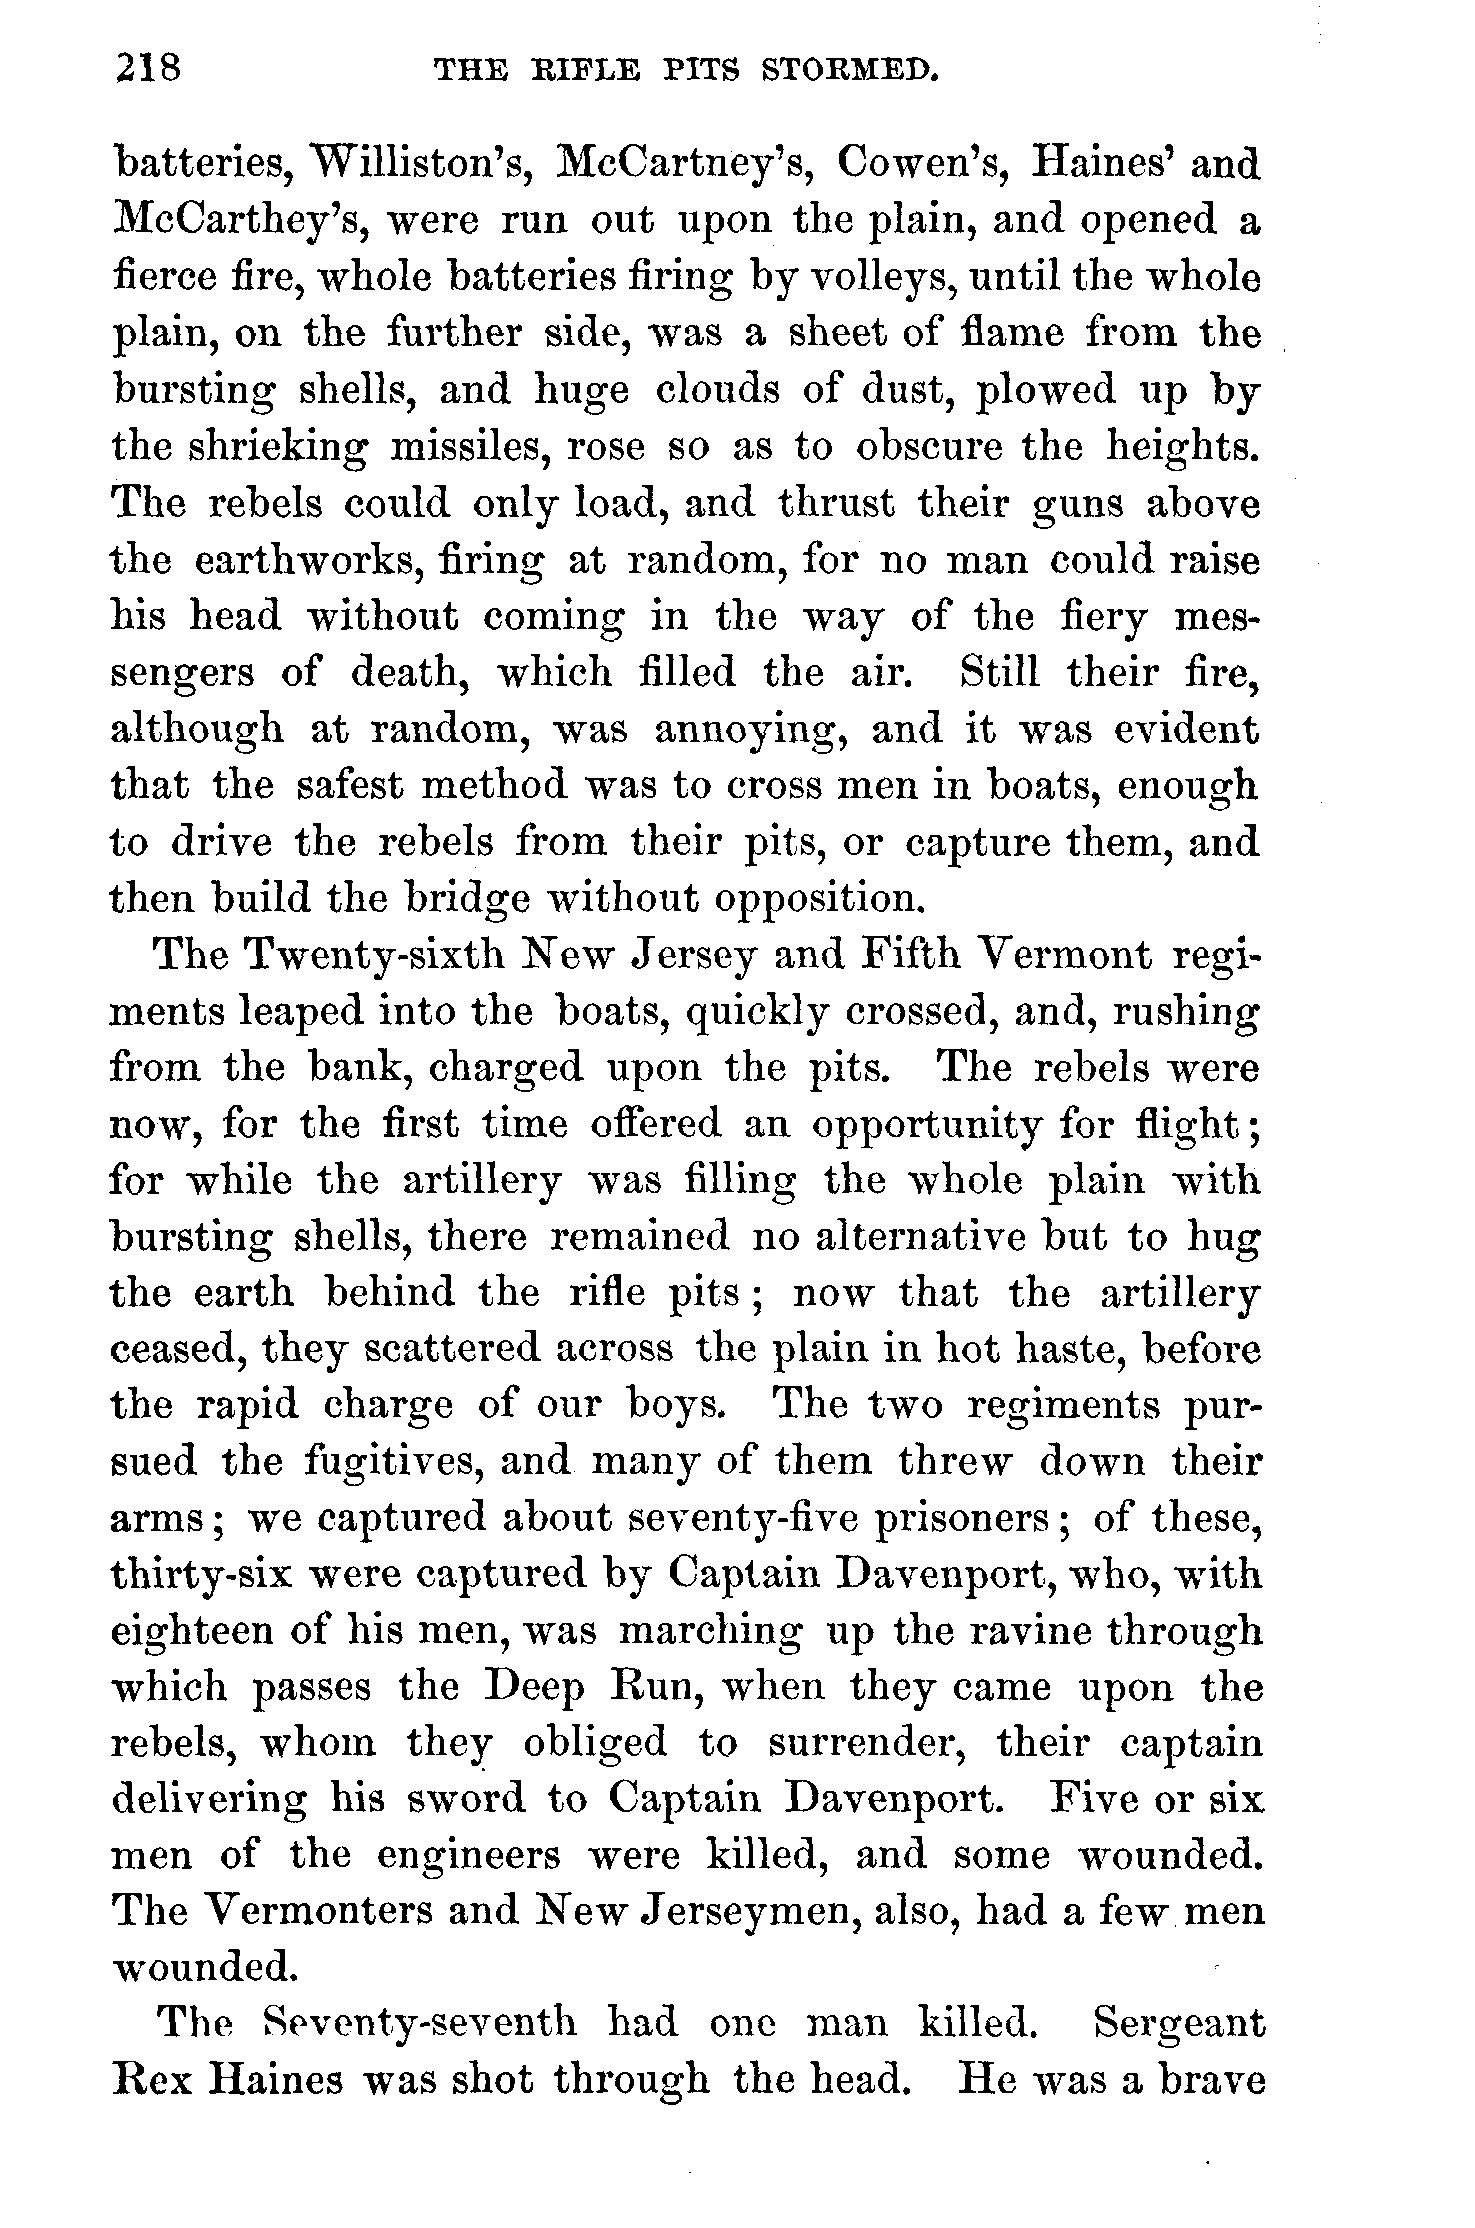 218 THE RIFLE PITS STORMED.
batteries, Williston's, McCartney's, Cowen's, Haines' and
McCarthey's, were run out upon the plain, and opened a
fierce fire, whole batteries firing by volleys, until the whole
plain, on the further side, was a sheet of flame from the
bursting shells, and huge clouds of dust, plowed up by
the shrieking missiles, rose so as to obscure the heights.
The rebels could only load, and thrust their guns above
the earthworks, firing at random, for no man could raise
his head without coming in the way of the fiery mes-
sengers of death, which filled the air. Still their fire,
although at random, was annoying, and it was evident
that the safest method was to cross men in boats, enough
to drive the rebels from their pits, or capture them, and
then build the bridge without opposition.
The Twenty-sixth New Jersey and Fifth Vermont regi-
ments leaped into the boats, quickly crossed, and, rushing
from the bank, charged upon the pits. The rebels were
now, for the first time offered an opportunity for flight;
for while the artillery was filling the whole plain with
bursting shells, there remained no alternative but to hug
the earth behind the rifle pits; now that the artillery
ceased, they scattered across the plain in hot haste, before
the rapid charge of our boys. The two regiments pur-
sued the fugitives, and many of them threw down their
arms; we captured about seventy-five prisoners; of these,
thirty-six were captured by Captain Davenport, who, with
eighteen of his men, was marching up the ravine through
which passes the Deep Run, when they came upon the
rebels, whom they obliged to surrender, their captain
delivering his sword to Captain Davenport. Five or six
men of the engineers were killed, and some wounded.
The Vermonters and New Jerseymen, also, had a few men
wounded.
The Seventy-seventh had one man killed. Sergeant
Rex Haines was shot through the head. He was a brave